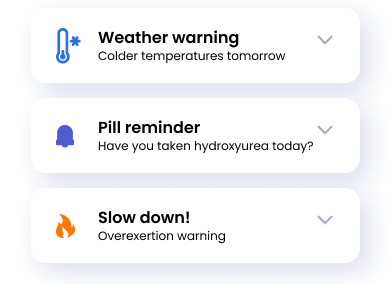 Weather warning
Colder temperatures tomorrow
Pill reminder
Have you taken hydroxyurea today?
Slow down!
Overexertion warning